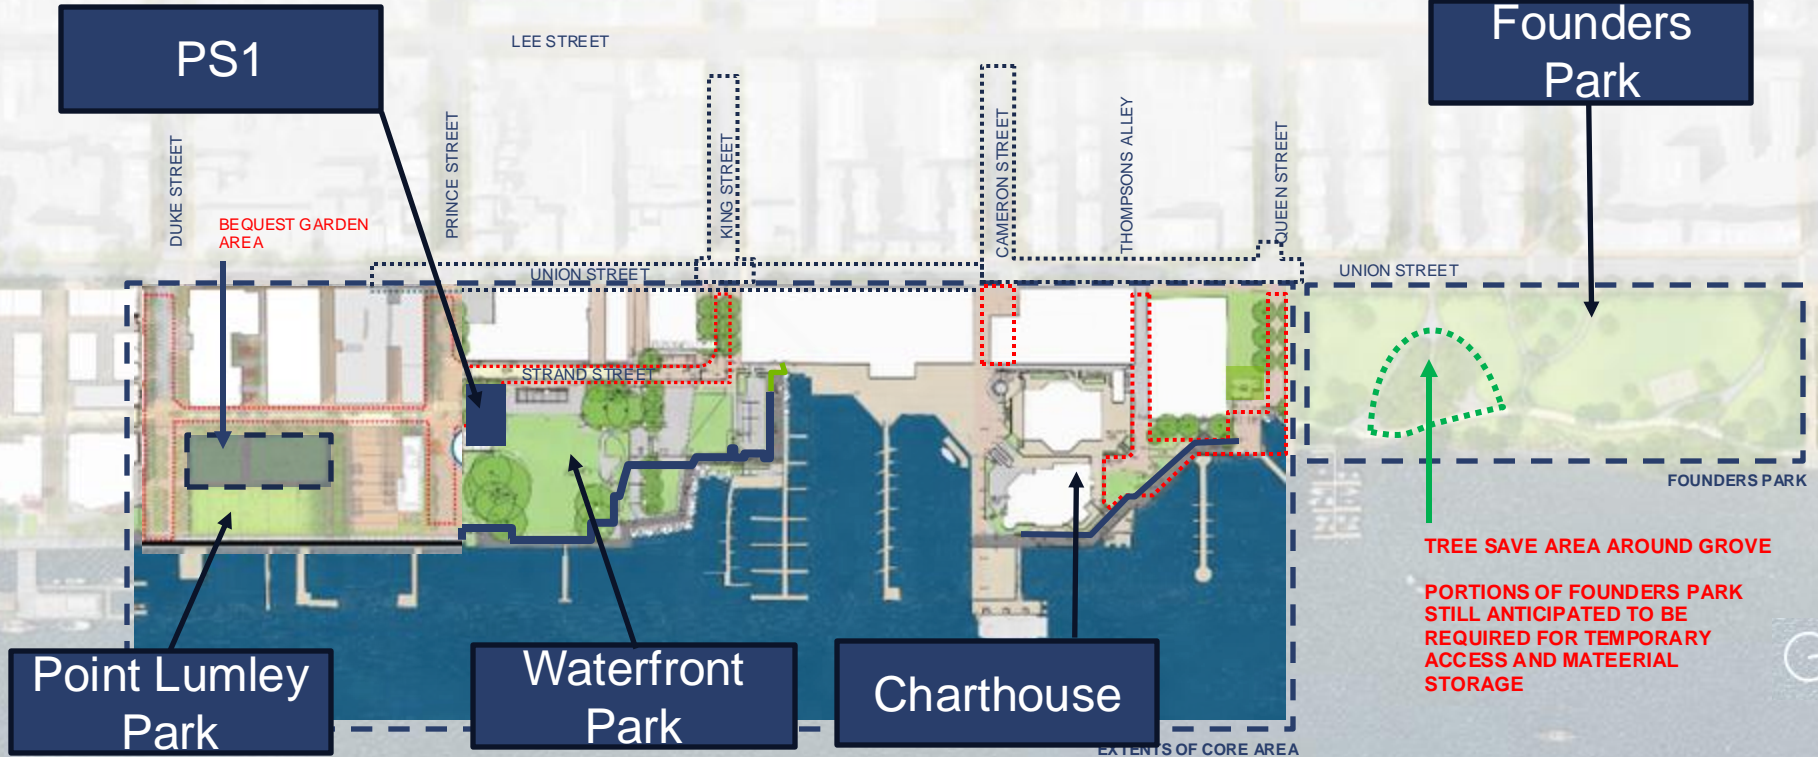 PS1
LEE STREET
Founders
Park
DUKE STREET
PRINCE STREET
KING STREET
CAMERON STREET
THOMPSONS ALLEY
QUEEN STREET
BEQUEST GARDEN
AREA
UNION STREET
UNION STREET
STRAND STREET
FOUNDERS PARK
TREE SAVE AREA AROUND GROVE
PORTIONS OF FOUNDERS PARK
STILL ANTICIPATED TO BE
REQUIRED FOR TEMPORARY
ACCESS AND MATEERIAL
STORAGE
Point Lumley
Park
Waterfront
Park
Charthouse
EXTENTS OF CORE AREA